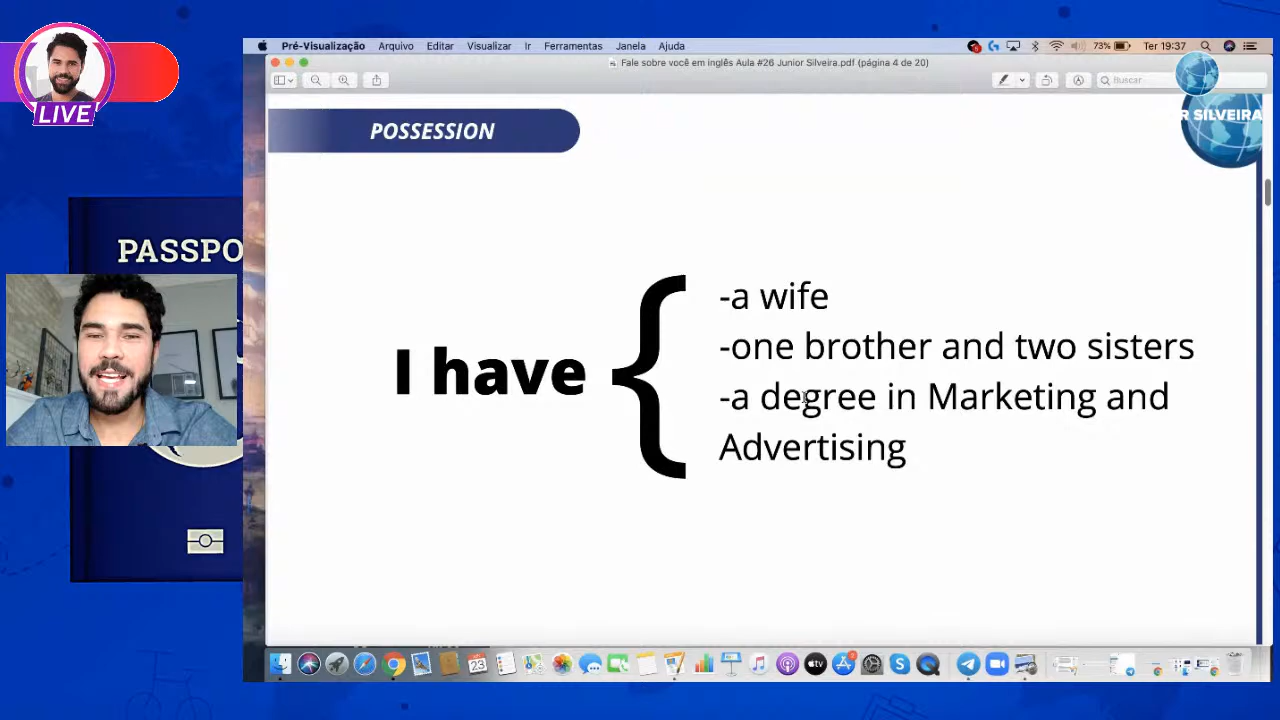 LIVE
Pré-Visualização Arquivo Editar Visualizar Ir Ferramentas Janela Ajuda 73% Ter 19:37
Fale sobre você em inglês Aula #26 Junior Silveira.pdf (página 4 de 20)
Buscar
POSSESSION
R SILVEIRA
PASSPO
I have
-a wife
-one brother and two sisters
-a degree in Marketing and
Advertising
23
tv